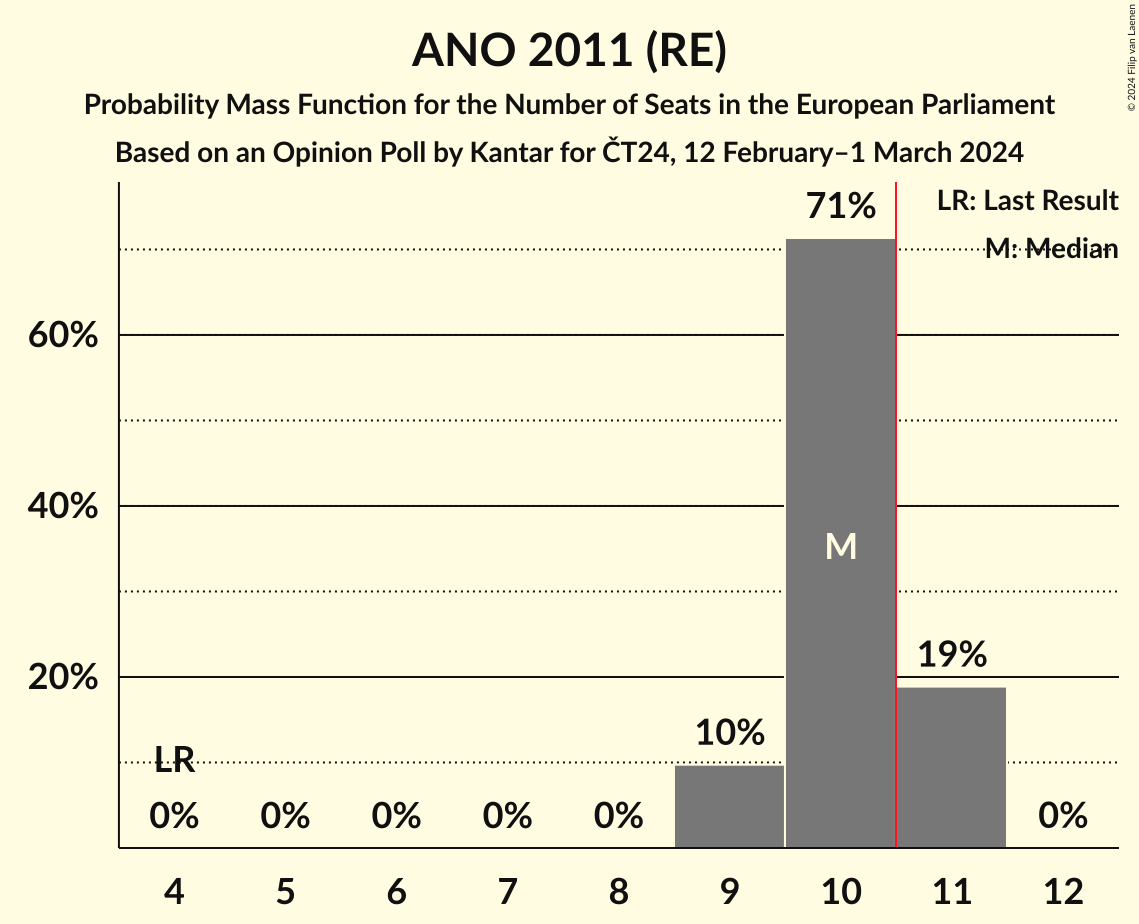 ANO 2011 (RE)
Probability Mass Function for the Number of Seats in the European Parliament
Based on an Opinion Poll by Kantar for ČT24, 12 February–1 March 2024
© 2024 Filip van Laenen
LR: Last Result
M: Median
71%
60%
40%
M
19%
20%
10%
LR
0% 0% 0% 0% 0% 0%
4 5 6 7 8 9 10 11 12